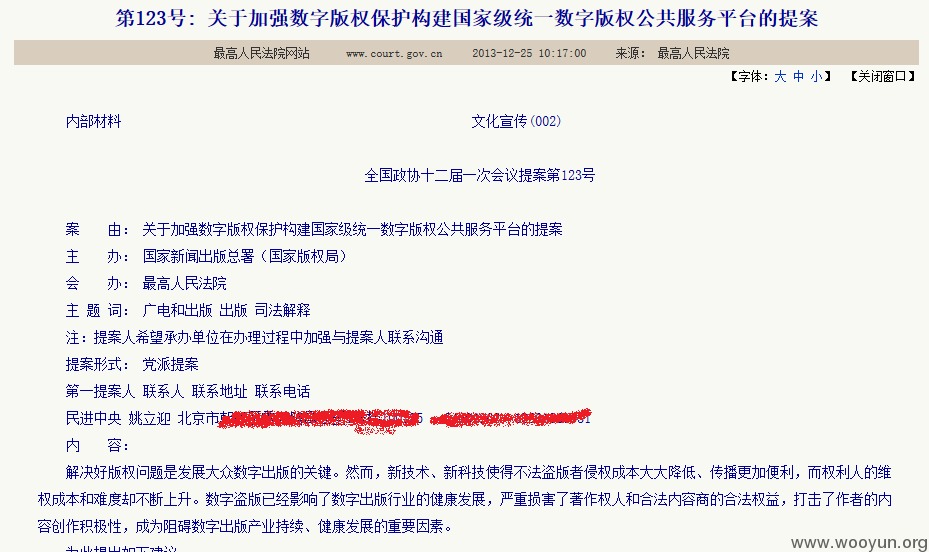 第123号: 关于加强数字版权保护构建国家级统一数字版权公共服务平台的提案
最高人民法院网站 www.court.gov.cn 2013-12-25 10:17:00 来源： 最高人民法院
【字体：大 中 小】 【关闭窗口】
内部材料 文化宣传(002)
全国政协十二届一次会议提案第123号
案 由： 关于加强数字版权保护构建国家级统一数字版权公共服务平台的提案
主 办： 国家新闻出版总署（国家版权局）
会 办： 最高人民法院
主 题 词： 广电和出版 出版 司法解释
注：提案人希望承办单位在办理过程中加强与提案人联系沟通
提案形式： 党派提案
第一提案人 联系人 联系地址 联系电话
民进中央 姚立迎 北京市
内 容：
解决好版权问题是发展大众数字出版的关键。然而，新技术、新科技使得不法盗版者侵权成本大大降低、传播更加便利，而权利人的维
权成本和难度却不断上升。数字盗版已经影响了数字出版行业的健康发展，严重损害了著作权人和合法内容商的合法权益，打击了作者的内
容创作积极性，成为阻碍数字出版产业持续、健康发展的重要因素。
为此提出如下建议
www.wooyun.org